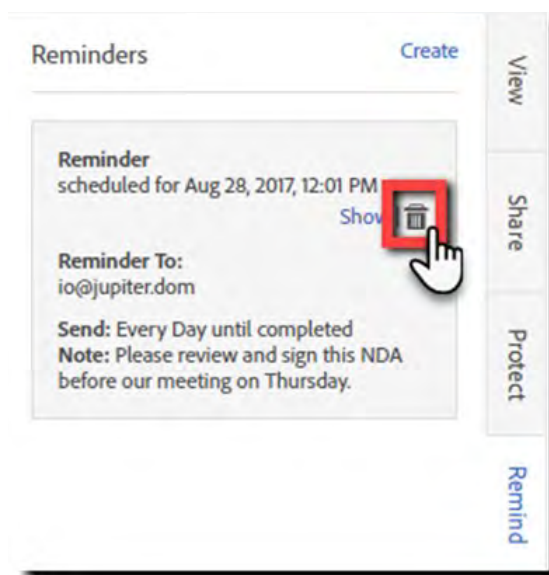 Reminders
Create
Reminder
scheduled for Aug 28, 2017, 12:01 PM
Show
Reminder To:
io@jupiter.dom
Send: Every Day until completed
Note: Please review and sign this NDA
before our meeting on Thursday.
View
Share
Protect
Remind